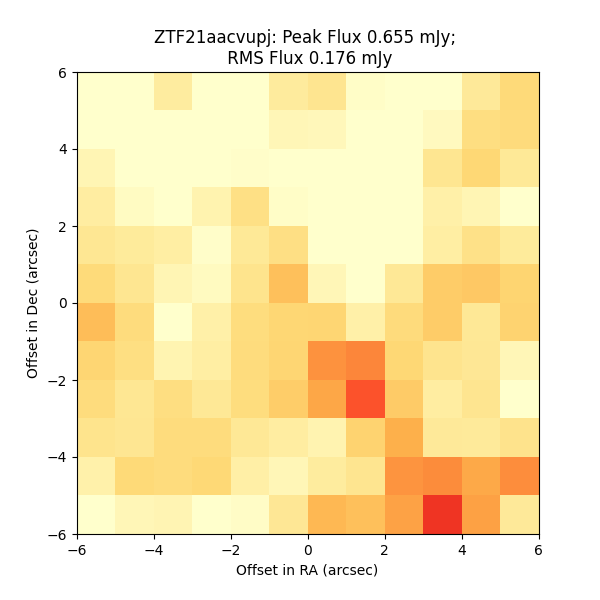 ZTF21aacvupj: Peak Flux 0.655 mJy;
RMS Flux 0.176 mJy
6
4
2
0
−2
−4
−6
Offset in Dec (arcsec)
−6 −4 −2 0 2 4 6
Offset in RA (arcsec)